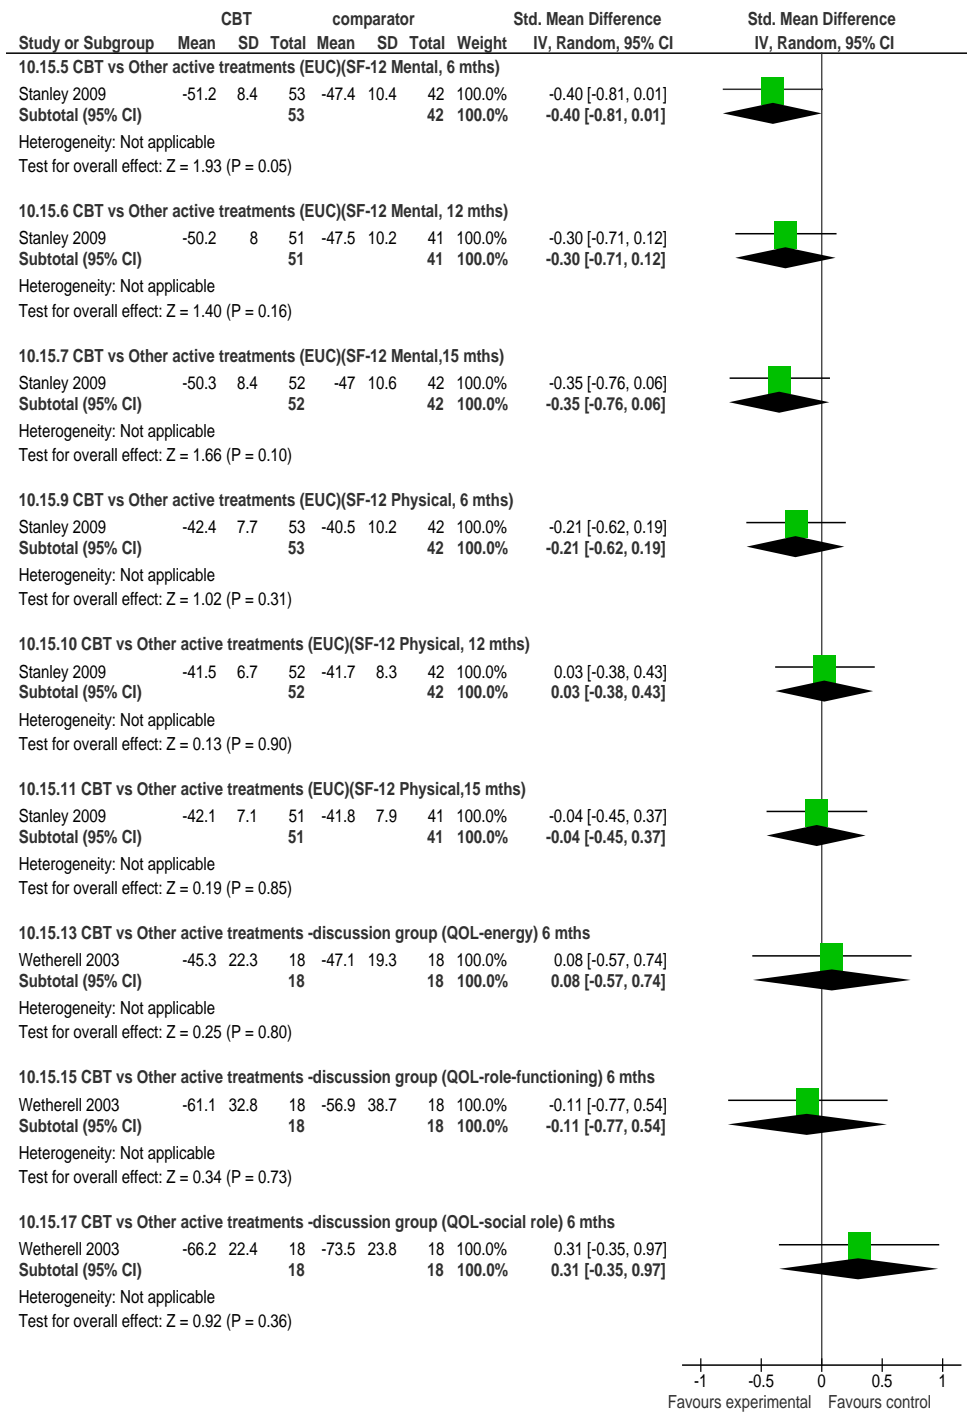 CBT comparator Std. Mean Difference Std. Mean Difference
Study or Subgroup Mean SD Total Mean SD Total Weight IV, Random, 95% CI IV, Random, 95% CI
10.15.5 CBT vs Other active treatments (EUC)(SF-12 Mental, 6 mths)
Stanley 2009 -51.2 8.4 53 -47.4 10.4 42 100.0% -0.40 [-0.81, 0.01]
Subtotal (95% CI) 53 42 100.0% -0.40 [-0.81, 0.01]
Heterogeneity: Not applicable
Test for overall effect: Z = 1.93 (P = 0.05)
10.15.6 CBT vs Other active treatments (EUC)(SF-12 Mental, 12 mths)
Stanley 2009 -50.2 8 51 -47.5 10.2 41 100.0% -0.30 [-0.71, 0.12]
Subtotal (95% CI) 51 41 100.0% -0.30 [-0.71, 0.12]
Heterogeneity: Not applicable
Test for overall effect: Z = 1.40 (P = 0.16)
10.15.7 CBT vs Other active treatments (EUC)(SF-12 Mental,15 mths)
Stanley 2009 -50.3 8.4 52 -47 10.6 42 100.0% -0.35 [-0.76, 0.06]
Subtotal (95% CI) 52 42 100.0% -0.35 [-0.76, 0.06]
Heterogeneity: Not applicable
Test for overall effect: Z = 1.66 (P = 0.10)
10.15.9 CBT vs Other active treatments (EUC)(SF-12 Physical, 6 mths)
Stanley 2009 -42.4 7.7 53 -40.5 10.2 42 100.0% -0.21 [-0.62, 0.19]
Subtotal (95% CI) 53 42 100.0% -0.21 [-0.62, 0.19]
Heterogeneity: Not applicable
Test for overall effect: Z = 1.02 (P = 0.31)
10.15.10 CBT vs Other active treatments (EUC)(SF-12 Physical, 12 mths)
Stanley 2009 -41.5 6.7 52 -41.7 8.3 42 100.0% 0.03 [-0.38, 0.43]
Subtotal (95% CI) 52 42 100.0% 0.03 [-0.38, 0.43]
Heterogeneity: Not applicable
Test for overall effect: Z = 0.13 (P = 0.90)
10.15.11 CBT vs Other active treatments (EUC)(SF-12 Physical,15 mths)
Stanley 2009 -42.1 7.1 51 -41.8 7.9 41 100.0% -0.04 [-0.45, 0.37]
Subtotal (95% CI) 51 41 100.0% -0.04 [-0.45, 0.37]
Heterogeneity: Not applicable
Test for overall effect: Z = 0.19 (P = 0.85)
10.15.13 CBT vs Other active treatments -discussion group (QOL-energy) 6 mths
Wetherell 2003 -45.3 22.3 18 -47.1 19.3 18 100.0% 0.08 [-0.57, 0.74]
Subtotal (95% CI) 18 18 100.0% 0.08 [-0.57, 0.74]
Heterogeneity: Not applicable
Test for overall effect: Z = 0.25 (P = 0.80)
10.15.15 CBT vs Other active treatments -discussion group (QOL-role-functioning) 6 mths
Wetherell 2003 -61.1 32.8 18 -56.9 38.7 18 100.0% -0.11 [-0.77, 0.54]
Subtotal (95% CI) 18 18 100.0% -0.11 [-0.77, 0.54]
Heterogeneity: Not applicable
Test for overall effect: Z = 0.34 (P = 0.73)
10.15.17 CBT vs Other active treatments -discussion group (QOL-social role) 6 mths
Wetherell 2003 -66.2 22.4 18 -73.5 23.8 18 100.0% 0.31 [-0.35, 0.97]
Subtotal (95% CI) 18 18 100.0% 0.31 [-0.35, 0.97]
Heterogeneity: Not applicable
Test for overall effect: Z = 0.92 (P = 0.36)
-1 -0.5 0 0.5 1
Favours experimental Favours control